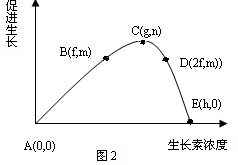 促进生长
C(g,n)
B(f,m)
D(2f,m))
E(h,0)
A(0,0)
生长素浓度
图2